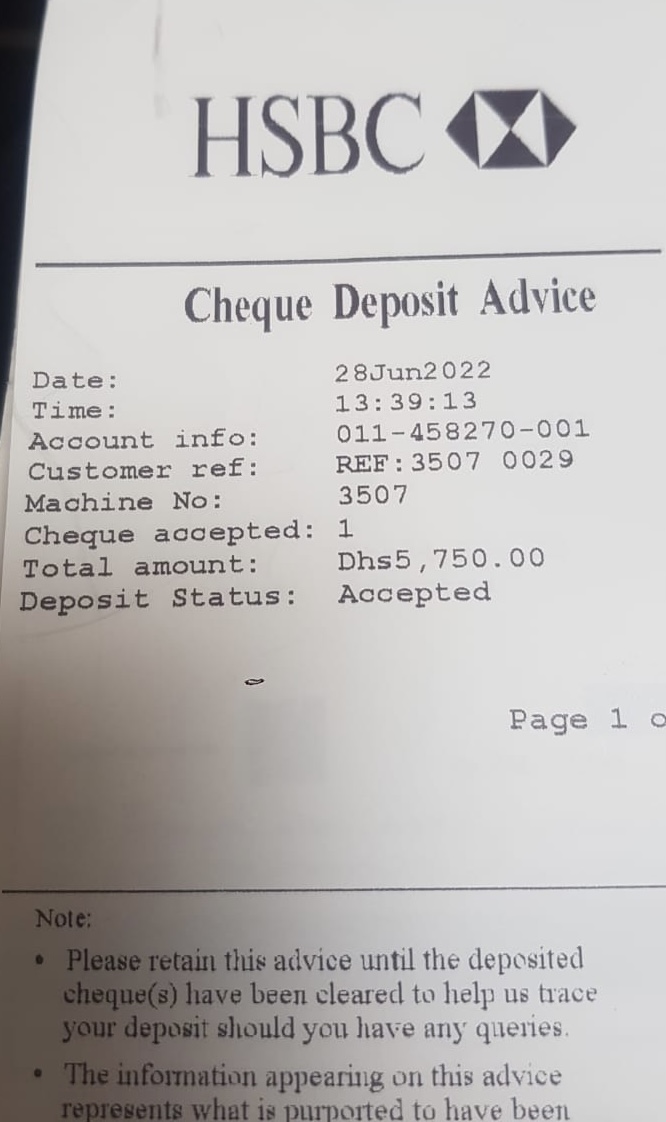 HSBC
Cheque Deposit Advice
Date: 28Jun2022
Time: 13:39:13
Account info: 011-458270-001
Customer ref: REF:3507 0029
Machine No: 3507
Cheque accepted: 1
Total amount: Dhs5,750.00
Deposit Status: Accepted
Page 1 o
Note:
• Please retain this advice until the deposited
cheque(s) have been cleared to help us trace
your deposit should you have any queries.
• The information appearing on this advice
represents what is purported to have been